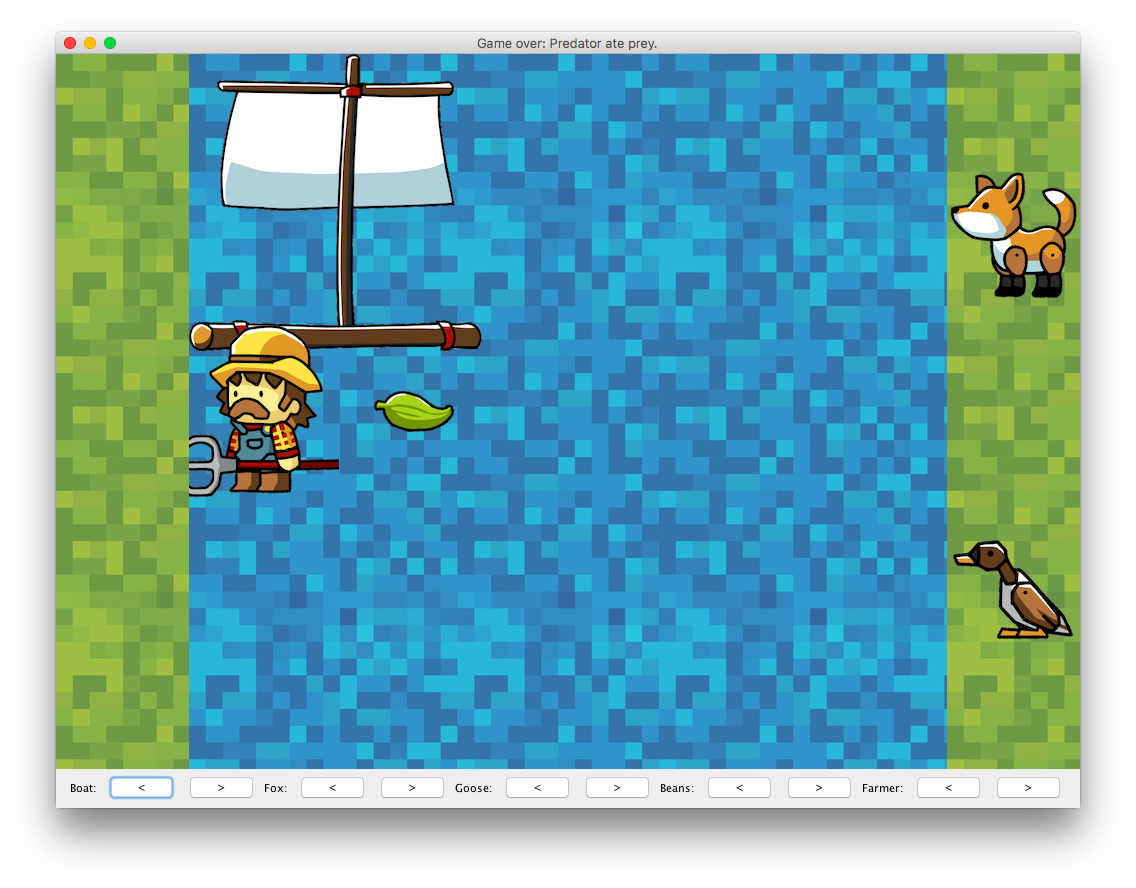 Game over: Predator ate prey.
Boat: < > Fox: < > Goose: < > Beans: < > Farmer: < >